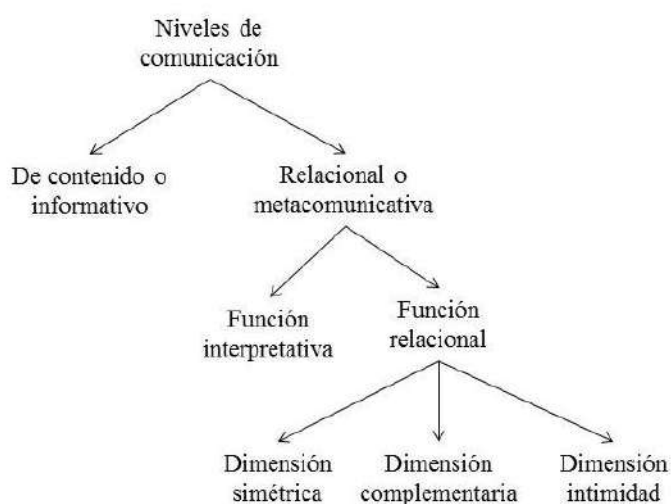 Niveles de
comunicación
De contenido o
informativo
Relacional o
metacomunicativa
Función
interpretativa
Función
relacional
Dimensión
simétrica
Dimensión
complementaria
Dimensión
intimidad